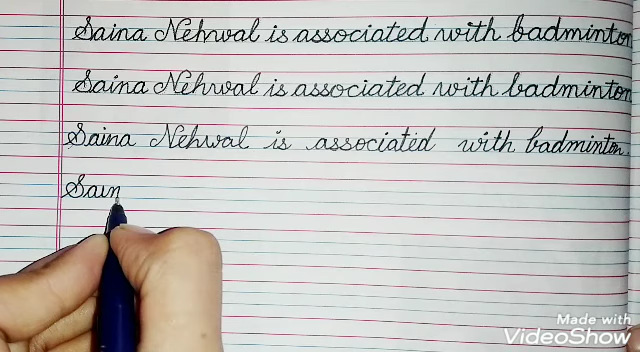 Saina Nehwal is associated with badminton
Saina Nehwal is associated with badminton
Saina Nehwal is associated with badminton.
Sain
Made with
VideoShow